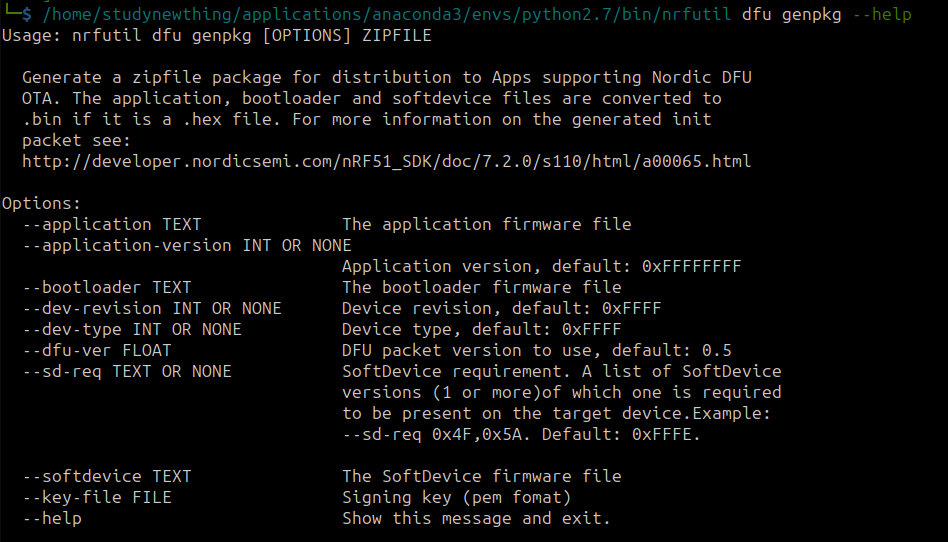 └─$ /home/studynewthing/applications/anaconda3/envs/python2.7/bin/nrfutil dfu genpkg --help
Usage: nrfutil dfu genpkg [OPTIONS] ZIPFILE

  Generate a zipfile package for distribution to Apps supporting Nordic DFU
  OTA. The application, bootloader and softdevice files are converted to
  .bin if it is a .hex file. For more information on the generated init
  packet see:
  http://developer.nordicsemi.com/nRF51_SDK/doc/7.2.0/s110/html/a00065.html

Options:
  --application TEXT              The application firmware file
  --application-version INT OR NONE
                                  Application version, default: 0xFFFFFFFF
  --bootloader TEXT               The bootloader firmware file
  --dev-revision INT OR NONE      Device revision, default: 0xFFFF
  --dev-type INT OR NONE          Device type, default: 0xFFFF
  --dfu-ver FLOAT                 DFU packet version to use, default: 0.5
  --sd-req TEXT OR NONE           SoftDevice requirement. A list of SoftDevice
                                  versions (1 or more)of which one is required
                                  to be present on the target device.Example:
                                  --sd-req 0x4F,0x5A. Default: 0xFFFE.

  --softdevice TEXT               The SoftDevice firmware file
  --key-file FILE                 Signing key (pem fomat)
  --help                          Show this message and exit.